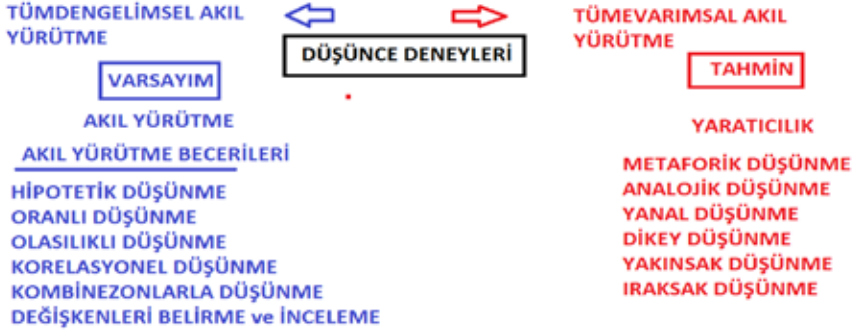 TÜMDENGELİMSEL AKIL
YÜRÜTME
DÜŞÜNCE DENEYLERİ
TÜMEVARIMSAL AKIL
YÜRÜTME
VARSAYIM
AKIL YÜRÜTME
AKIL YÜRÜTME BECERİLERİ
HİPOTETİK DÜŞÜNME
ORANLI DÜŞÜNME
OLASILIKLI DÜŞÜNME
KORELASYONEL DÜŞÜNME
KOMBİNEZONLARLA DÜŞÜNME
DEĞİŞKENLERİ BELİRME ve İNCELEME
TAHMİN
YARATICILIK
METAFORİK DÜŞÜNME
ANALOJİK DÜŞÜNME
YANAL DÜŞÜNME
DİKEY DÜŞÜNME
YAKINSAK DÜŞÜNME
IRAKSAK DÜŞÜNME